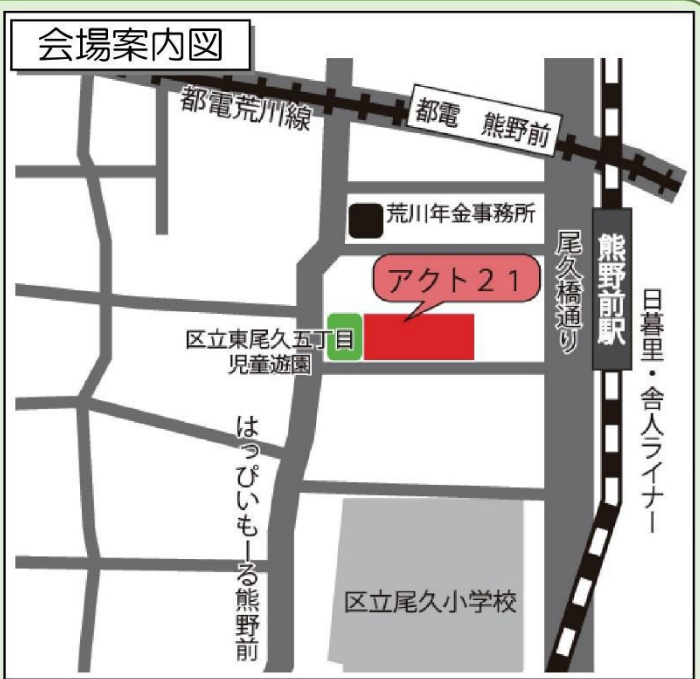 会場案内図
都電荒川線
都電 熊野前
荒川年金事務所
アクト２１
尾久橋通り
熊野前駅
日暮里・舎人ライナー
区立東尾久五丁目
児童遊園
はっぴいもーる熊野前
区立尾久小学校